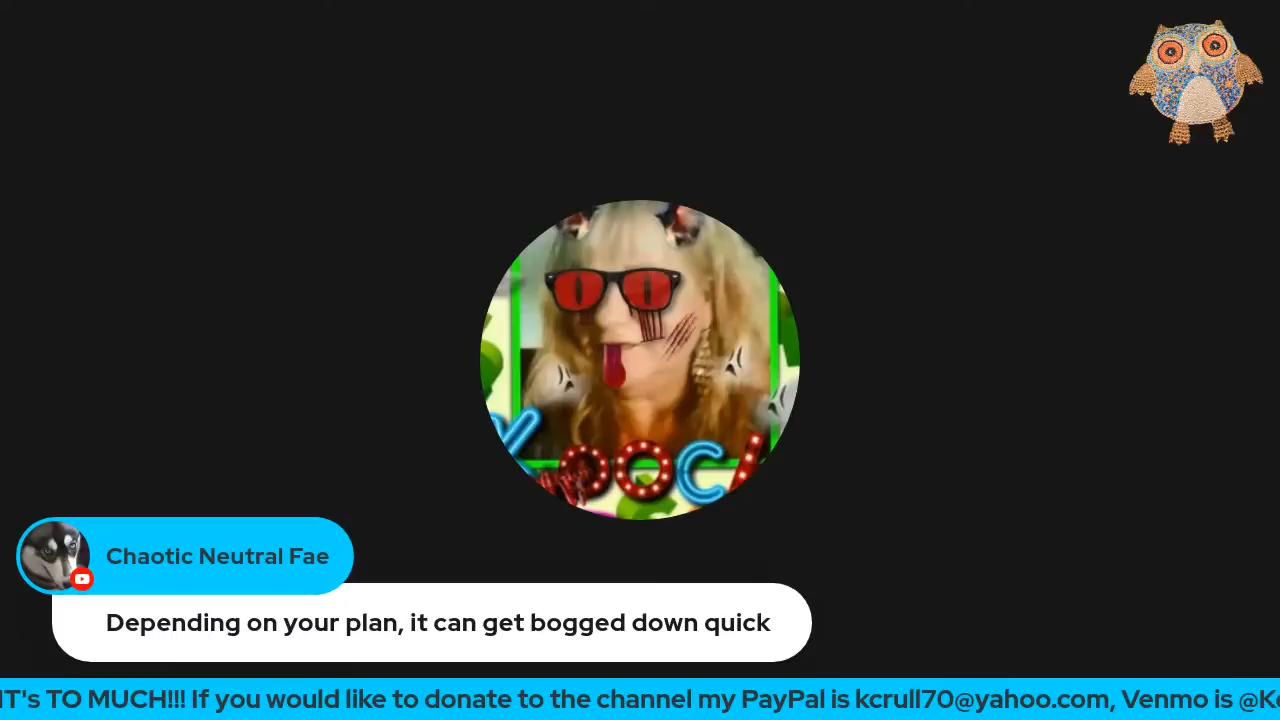 Chaotic Neutral Fae
Depending on your plan, it can get bogged down quick
IT's TO MUCH!!! If you would like to donate to the channel my PayPal is kcrull70@yahoo.com, Venmo is